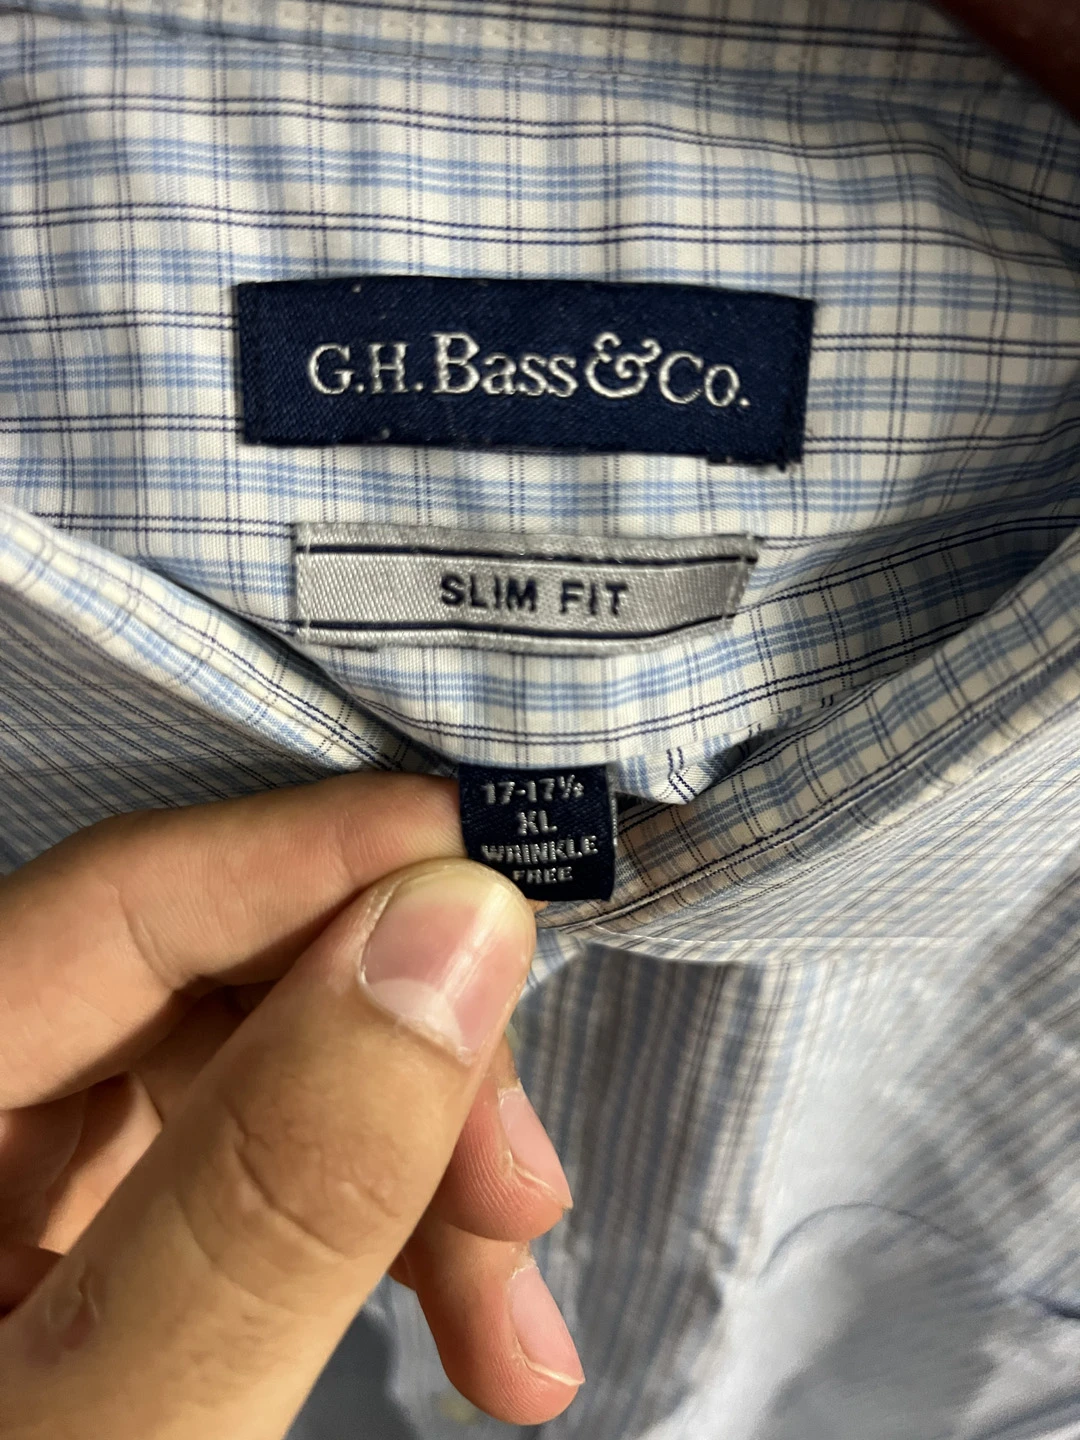 G.H. Bass & Co.
SLIM FIT
17-17½
XL
WRINKLE
FREE